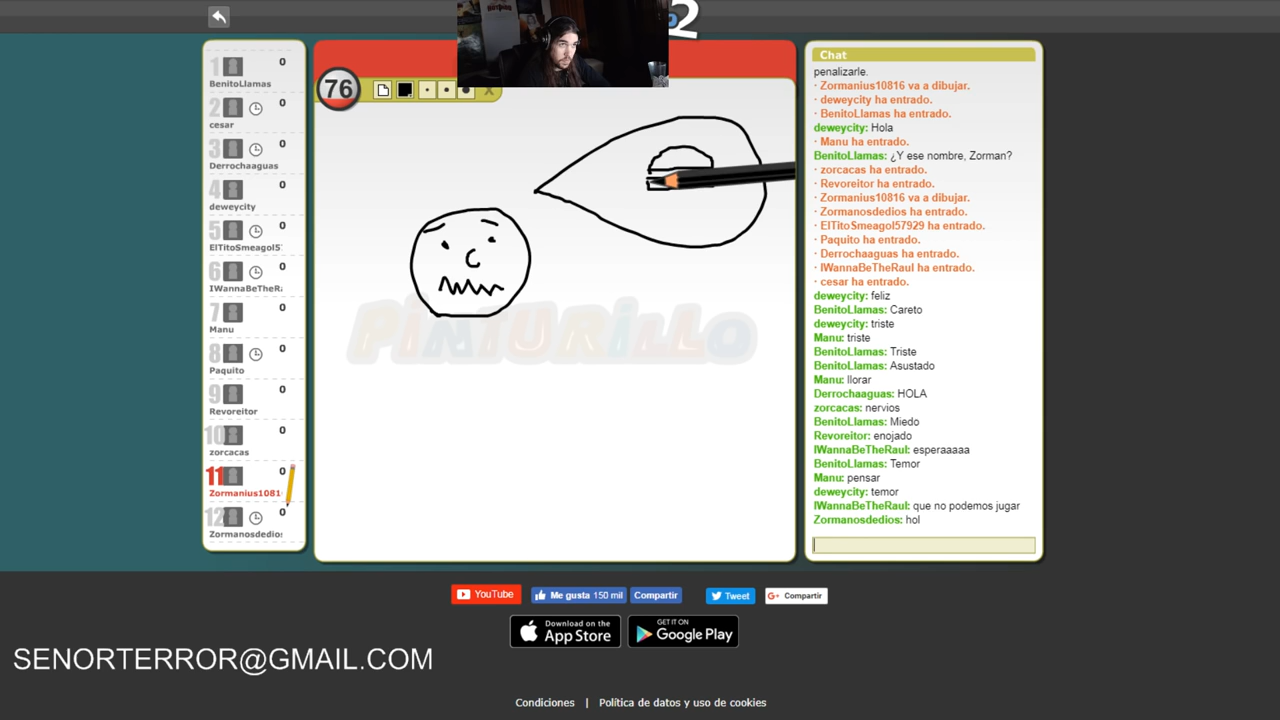 2
76
X
1
0
BenitoLlamas
2
0
cesar
3
0
Derrochaaguas
4
0
deweycity
5
0
ElTitoSmeagol5
6
0
IWannaBeTheRa
7
0
Manu
8
0
Paquito
9
0
Revoreitor
10
0
zorcacas
11
0
Zormanius1081
12
0
Zormanosdedios
PiNTURiLLO
Chat
penalizarle.
· Zormanius10816 va a dibujar.
· deweycity ha entrado.
· BenitoLlamas ha entrado.
deweycity: Hola
· Manu ha entrado.
BenitoLlamas: ¿Y ese nombre, Zorman?
· zorcacas ha entrado.
· Revoreitor ha entrado.
· Zormanius10816 va a dibujar.
· Zormanosdedios ha entrado.
· ElTitoSmeagol57929 ha entrado.
· Paquito ha entrado.
· Derrochaaguas ha entrado.
· IWannaBeTheRaul ha entrado.
· cesar ha entrado.
deweycity: feliz
BenitoLlamas: Careto
deweycity: triste
Manu: triste
BenitoLlamas: Triste
BenitoLlamas: Asustado
Manu: llorar
Derrochaaguas: HOLA
zorcacas: nervios
BenitoLlamas: Miedo
Revoreitor: enojado
IWannaBeTheRaul: esperaaaaa
BenitoLlamas: Temor
Manu: pensar
deweycity: temor
IWannaBeTheRaul: que no podemos jugar
Zormanosdedios: hol
YouTube
Me gusta 150 mil
Compartir
Tweet
G+ Compartir
Download on the
App Store
GET IT ON
Google Play
SENORTERROR@GMAIL.COM
Condiciones | Política de datos y uso de cookies